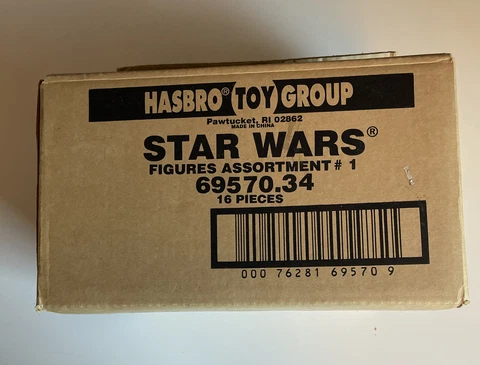 HASBRO® TOY GROUP
Pawtucket, RI 02862
MADE IN CHINA
STAR WARS®
FIGURES ASSORTMENT # 1
69570.34
16 PIECES
000 76281 69570 9